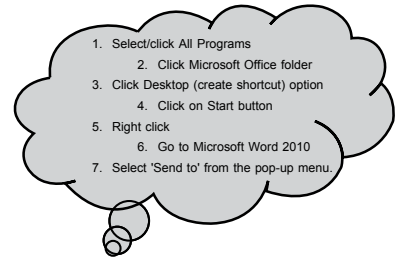 1. Select/click All Programs
2. Click Microsoft Office folder
3. Click Desktop (create shortcut) option
4. Click on Start button
5. Right click
6. Go to Microsoft Word 2010
7. Select 'Send to' from the pop-up menu.